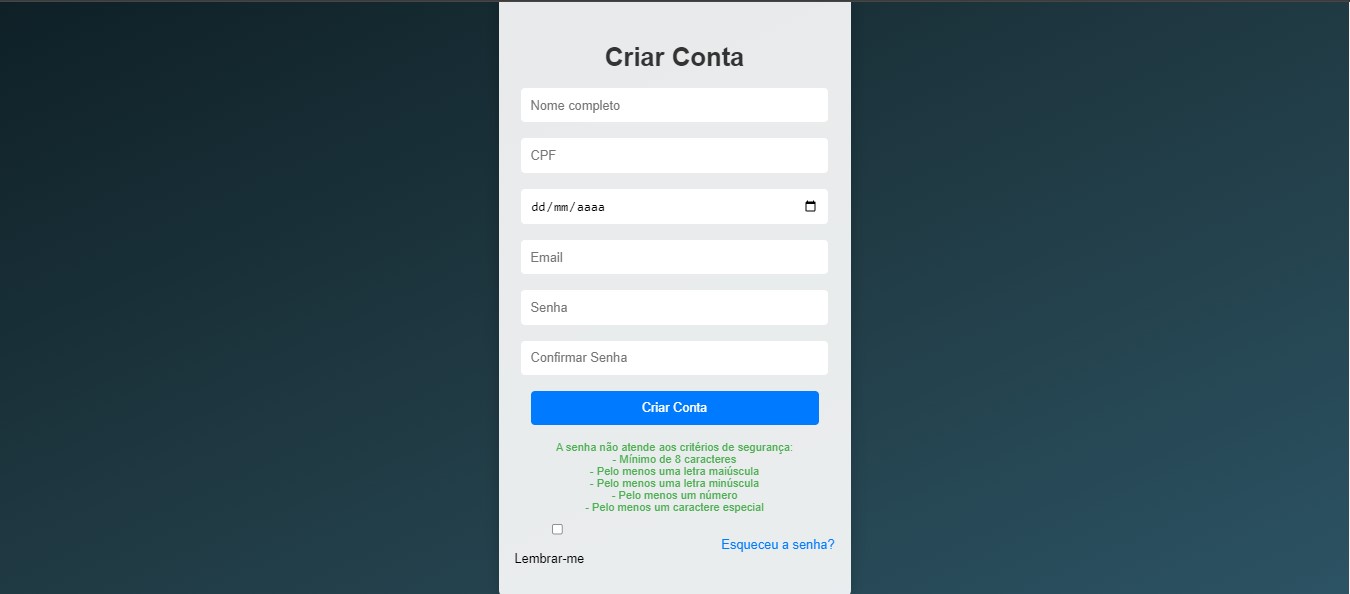 Criar Conta
Nome completo
CPF
dd/mm/aaaa
Email
Senha
Confirmar Senha
Criar Conta
A senha não atende aos critérios de segurança:
- Mínimo de 8 caracteres
- Pelo menos uma letra maiúscula
- Pelo menos uma letra minúscula
- Pelo menos um número
- Pelo menos um caractere especial
Esqueceu a senha?
Lembrar-me